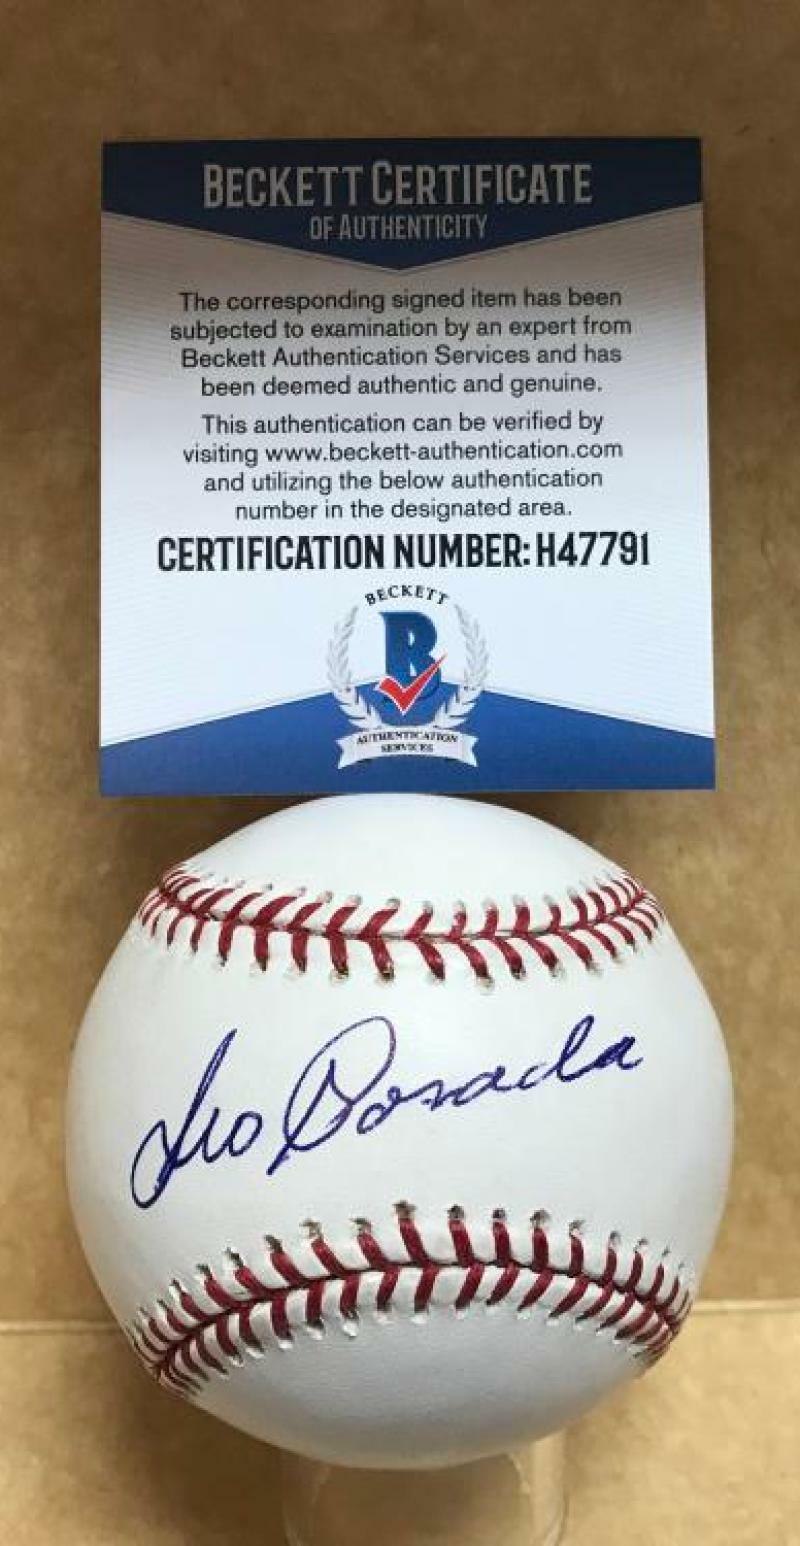 BECKETT CERTIFICATE
OF AUTHENTICITY
The corresponding signed item has been
subjected to examination by an expert from
Beckett Authentication Services and has
been deemed authentic and genuine.
This authentication can be verified by
visiting www.beckett-authentication.com
and utilizing the below authentication
number in the designated area.
CERTIFICATION NUMBER: H47791
BECKETT
B
AUTHENTICATION
SERVICES
Leo Posada